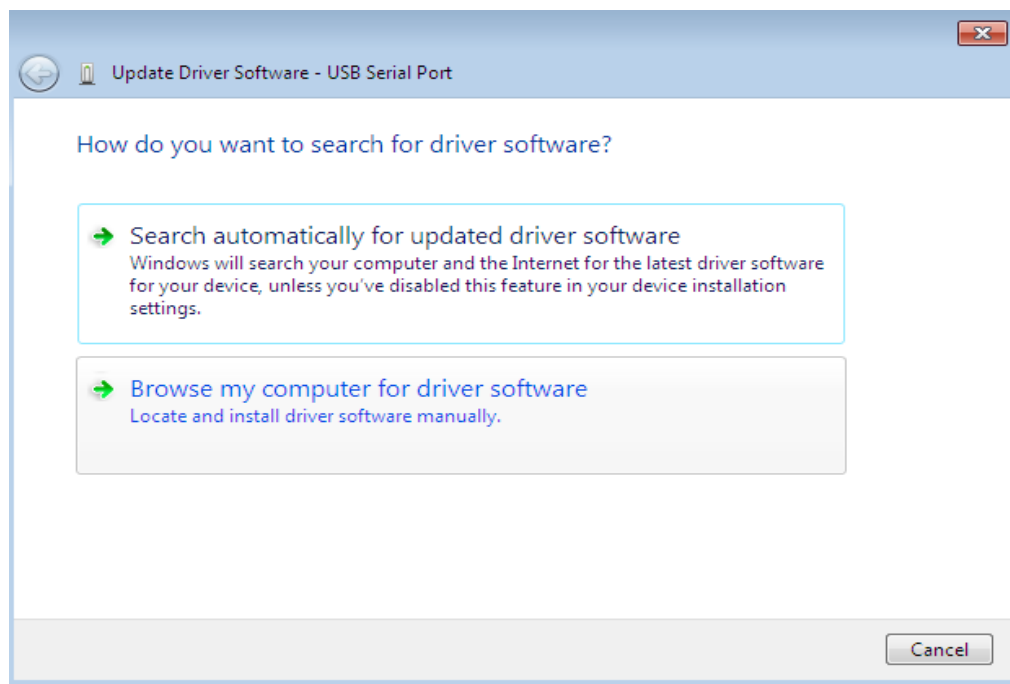 Update Driver Software - USB Serial Port
How do you want to search for driver software?
Search automatically for updated driver software
Windows will search your computer and the Internet for the latest driver software
for your device, unless you've disabled this feature in your device installation
settings.
Browse my computer for driver software
Locate and install driver software manually.
Cancel